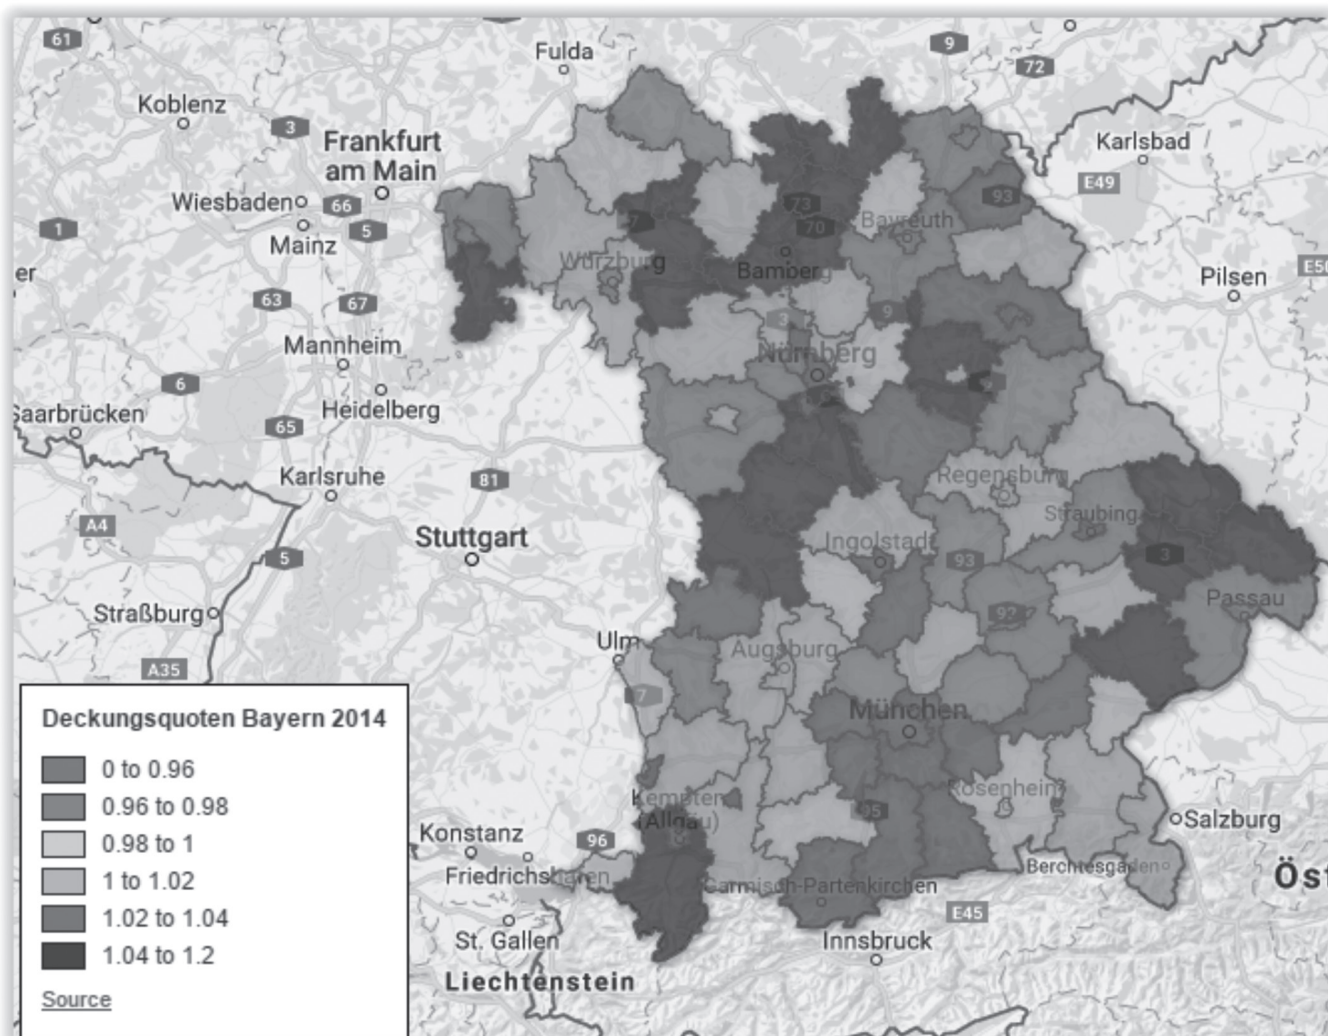 61
9
72
Fulda
Koblenz
3
Frankfurt
am Main
Karlsbad
E49
Wiesbaden
66
93
1
Mainz
5
7
73
70
Bayreuth
Würzburg
Bamberg
er
Pilsen
E50
63
67
3
9
Mannheim
Nürnberg
6
Heidelberg
Saarbrücken
65
Karlsruhe
81
Regensburg
A4
Straubing
Stuttgart
Ingolstadt
5
93
3
Straßburg
92
Passau
Ulm
Augsburg
A35
7
München
Deckungsquoten Bayern 2014
0 to 0.96
0.96 to 0.98
0.98 to 1
1 to 1.02
1.02 to 1.04
1.04 to 1.2
Source
Kempten
(Allgäu)
Rosenheim
95
Salzburg
Konstanz
96
Friedrichshafen
Berchtesgaden
Öst
Garmisch-Partenkirchen
E45
St. Gallen
Innsbruck
Liechtenstein